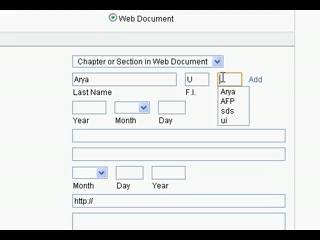 Web Document
Chapter or Section in Web Document
Arya U Add
Last Name F.I.
Arya
AFP
sds
ui
Year Month Day
Month Day Year
http://